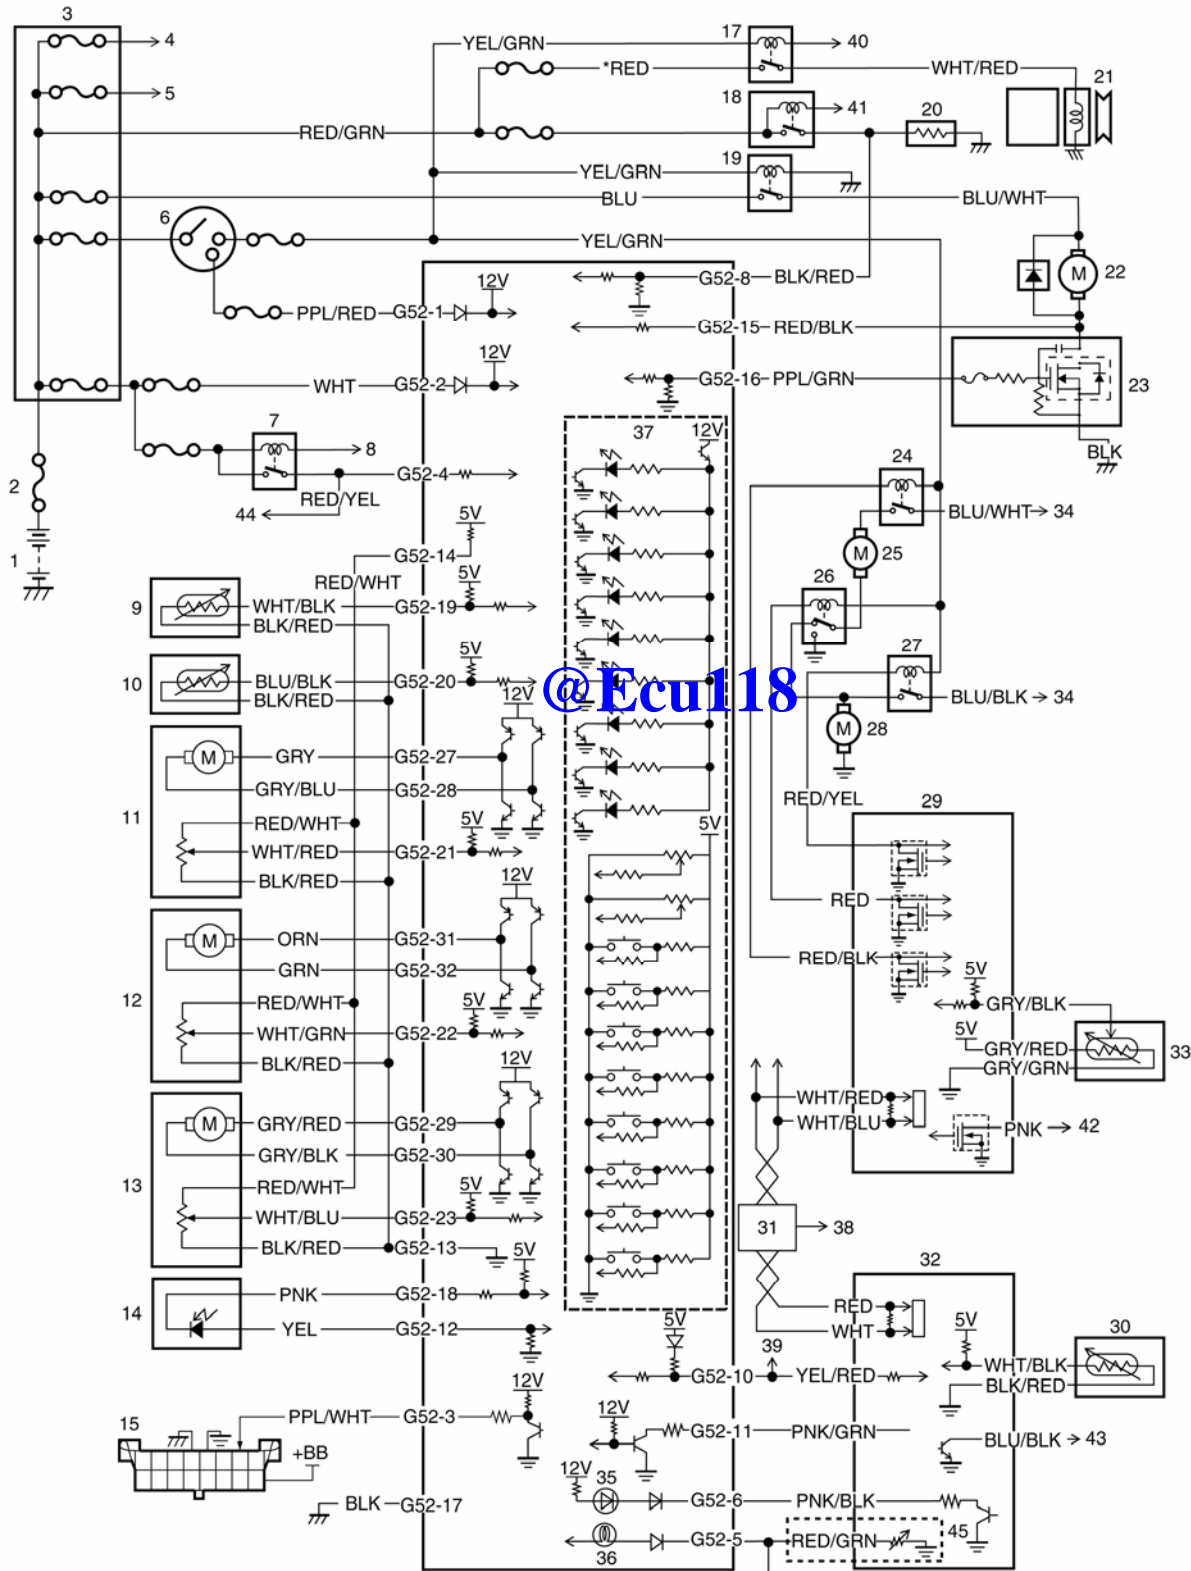 3
4
YEL/GRN
17
40
*RED
WHT/RED
21
5
18
41
20
RED/GRN
19
YEL/GRN
BLU
BLU/WHT
6
YEL/GRN
12V
G52-8 BLK/RED
M
22
PPL/RED
G52-1
G52-15 RED/BLK
12V
WHT
G52-2
G52-16 PPL/GRN
23
7
37
12V
8
BLK
2
G52-4
24
RED/YEL
44
5V
BLU/WHT
34
1
G52-14
M
25
RED/WHT
5V
26
9
WHT/BLK
G52-19
BLK/RED
5V
27
10
BLU/BLK
G52-20
@Ecu118
BLK/RED
12V
BLU/BLK
34
M
28
M
GRY
G52-27
GRY/BLU
G52-28
RED/YEL
29
11
RED/WHT
5V
5V
WHT/RED
G52-21
BLK/RED
12V
RED
M
ORN
G52-31
GRN
G52-32
RED/BLK
5V
12
RED/WHT
5V
GRY/BLK
WHT/GRN
G52-22
5V
GRY/RED
33
BLK/RED
12V
GRY/GRN
WHT/RED
M
GRY/RED
G52-29
WHT/BLU
PNK
42
GRY/BLK
G52-30
13
RED/WHT
5V
WHT/BLU
G52-23
31
38
BLK/RED
G52-13
5V
32
14
PNK
G52-18
RED
YEL
G52-12
5V
WHT
5V
30
39
12V
G52-10
YEL/RED
WHT/BLK
BLK/RED
15
PPL/WHT
G52-3
12V
G52-11
PNK/GRN
BLU/BLK
43
+BB
12V
35
G52-6
PNK/BLK
BLK
G52-17
45
36
G52-5
RED/GRN